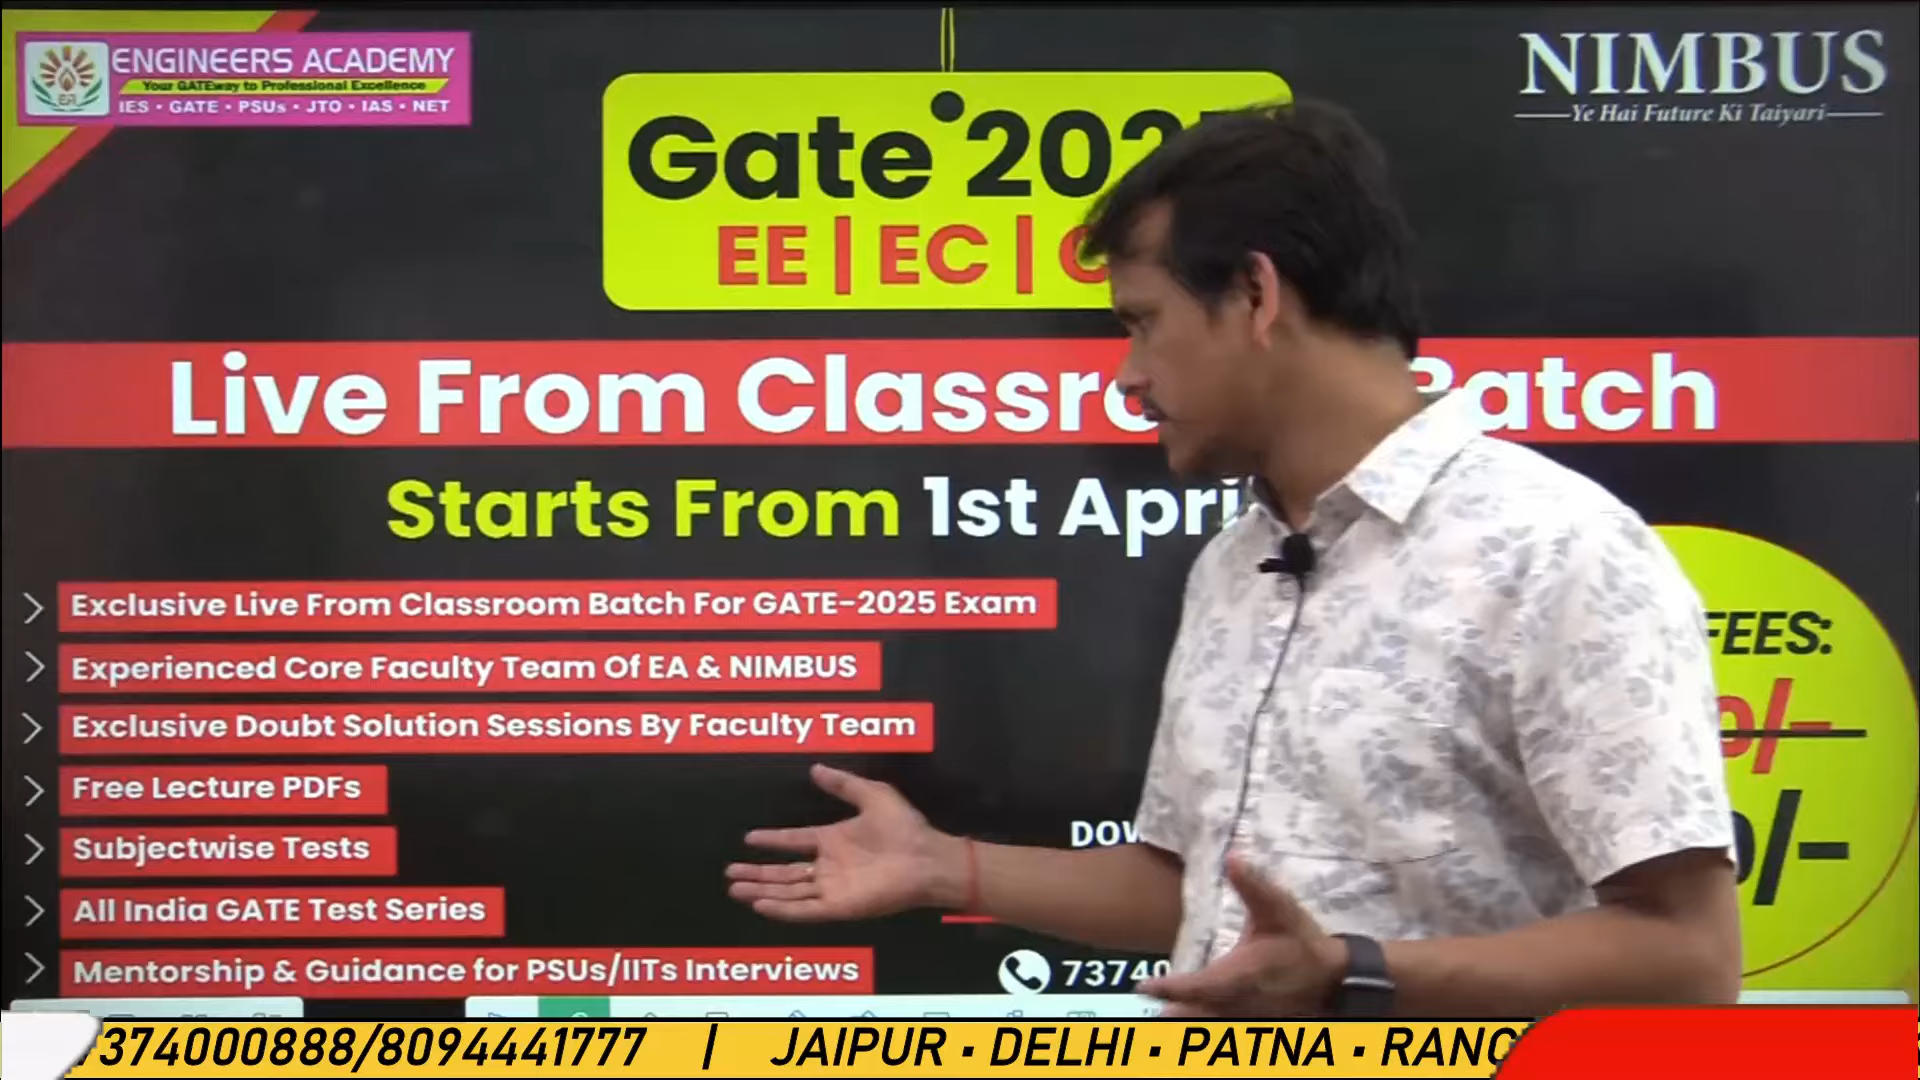 ENGINEERS ACADEMY
Your GATEway to Professional Excellence
IES • GATE • PSUs • JTO • IAS • NET
NIMBUS
Ye Hai Future Ki Taiyari
Gate 202
EE | EC |
Live From Classro Batch
Starts From 1st Apri
Exclusive Live From Classroom Batch For GATE-2025 Exam
Experienced Core Faculty Team Of EA & NIMBUS
Exclusive Doubt Solution Sessions By Faculty Team
Free Lecture PDFs
Subjectwise Tests
All India GATE Test Series
Mentorship & Guidance for PSUs/IITs Interviews
FEES:
0/-
/-
DOW
73740
374000888/8094441777 | JAIPUR • DELHI • PATNA • RANC